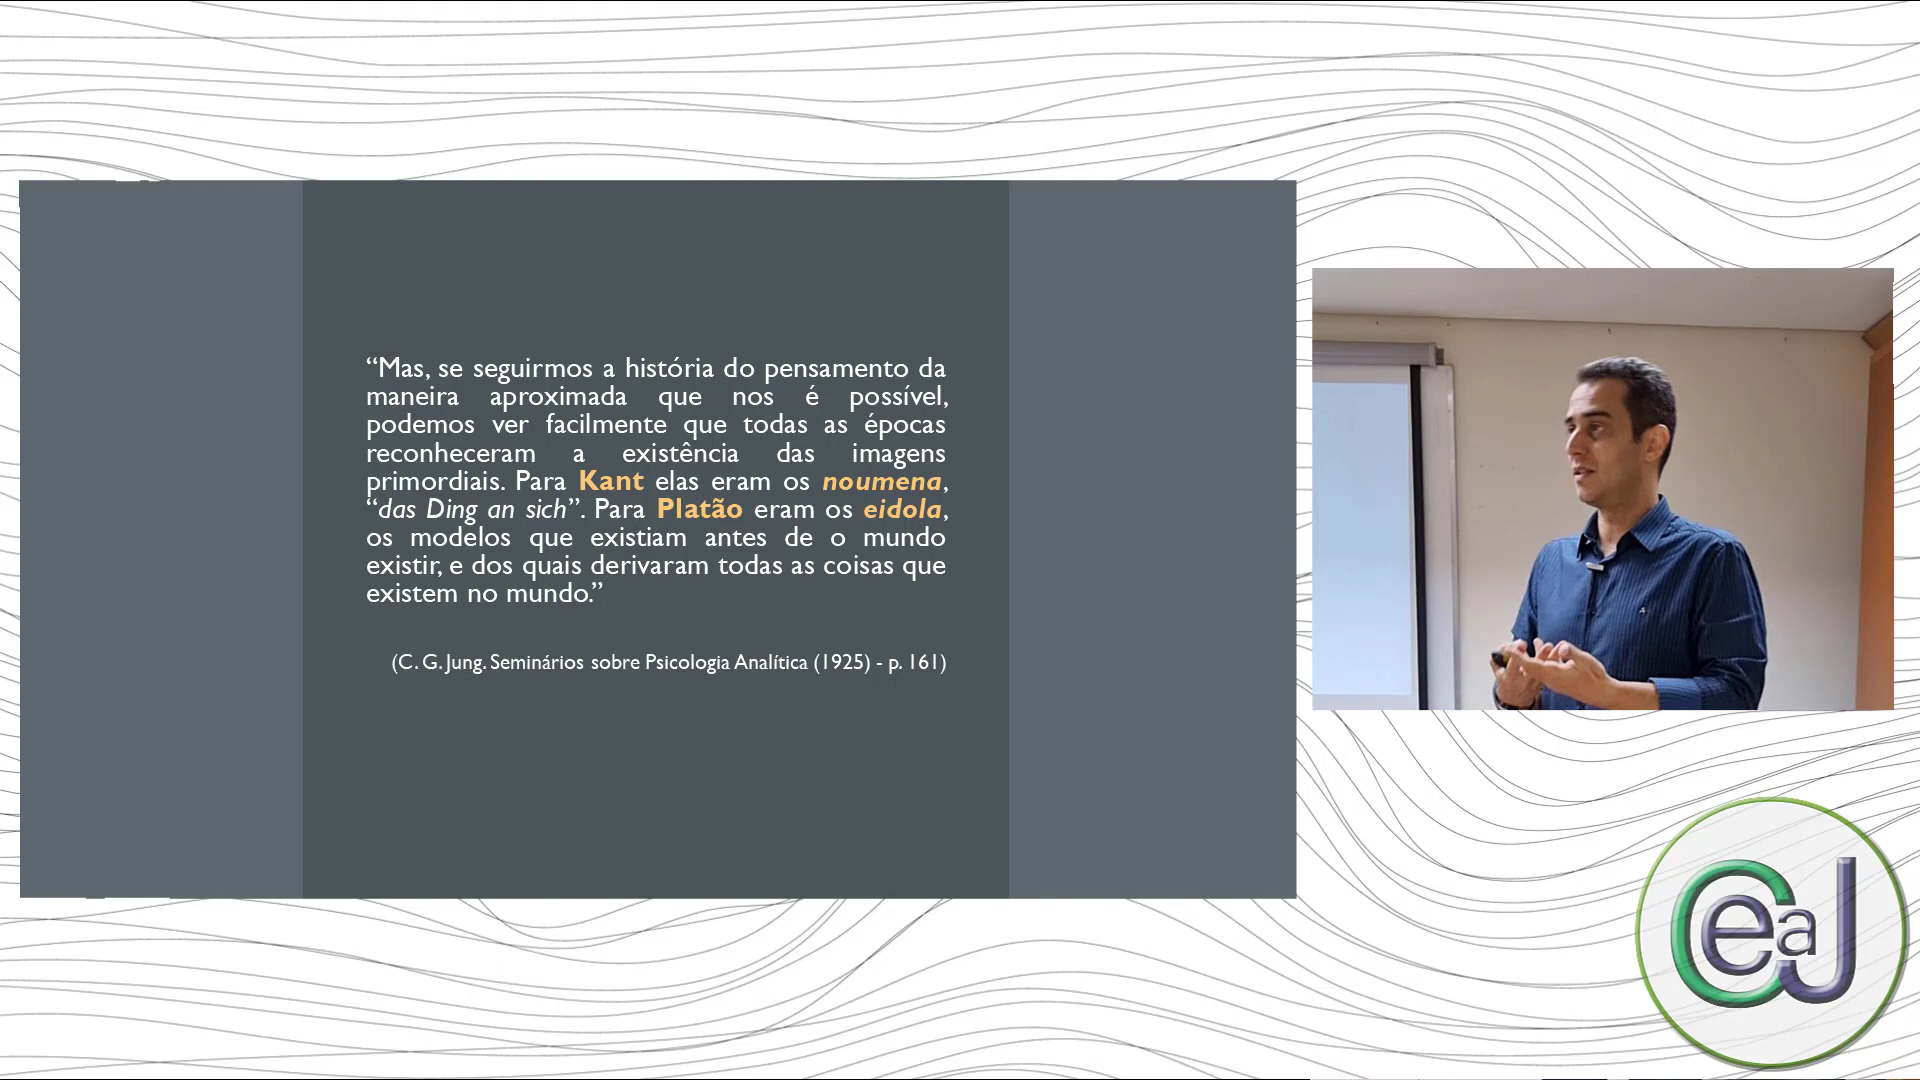 “Mas, se seguirmos a história do pensamento da
maneira aproximada que nos é possível,
podemos ver facilmente que todas as épocas
reconheceram a existência das imagens
primordiais. Para Kant elas eram os noumena,
“das Ding an sich”. Para Platão eram os eidola,
os modelos que existiam antes de o mundo
existir, e dos quais derivaram todas as coisas que
existem no mundo.”
(C. G. Jung. Seminários sobre Psicologia Analítica (1925) - p. 161)
CeaJ